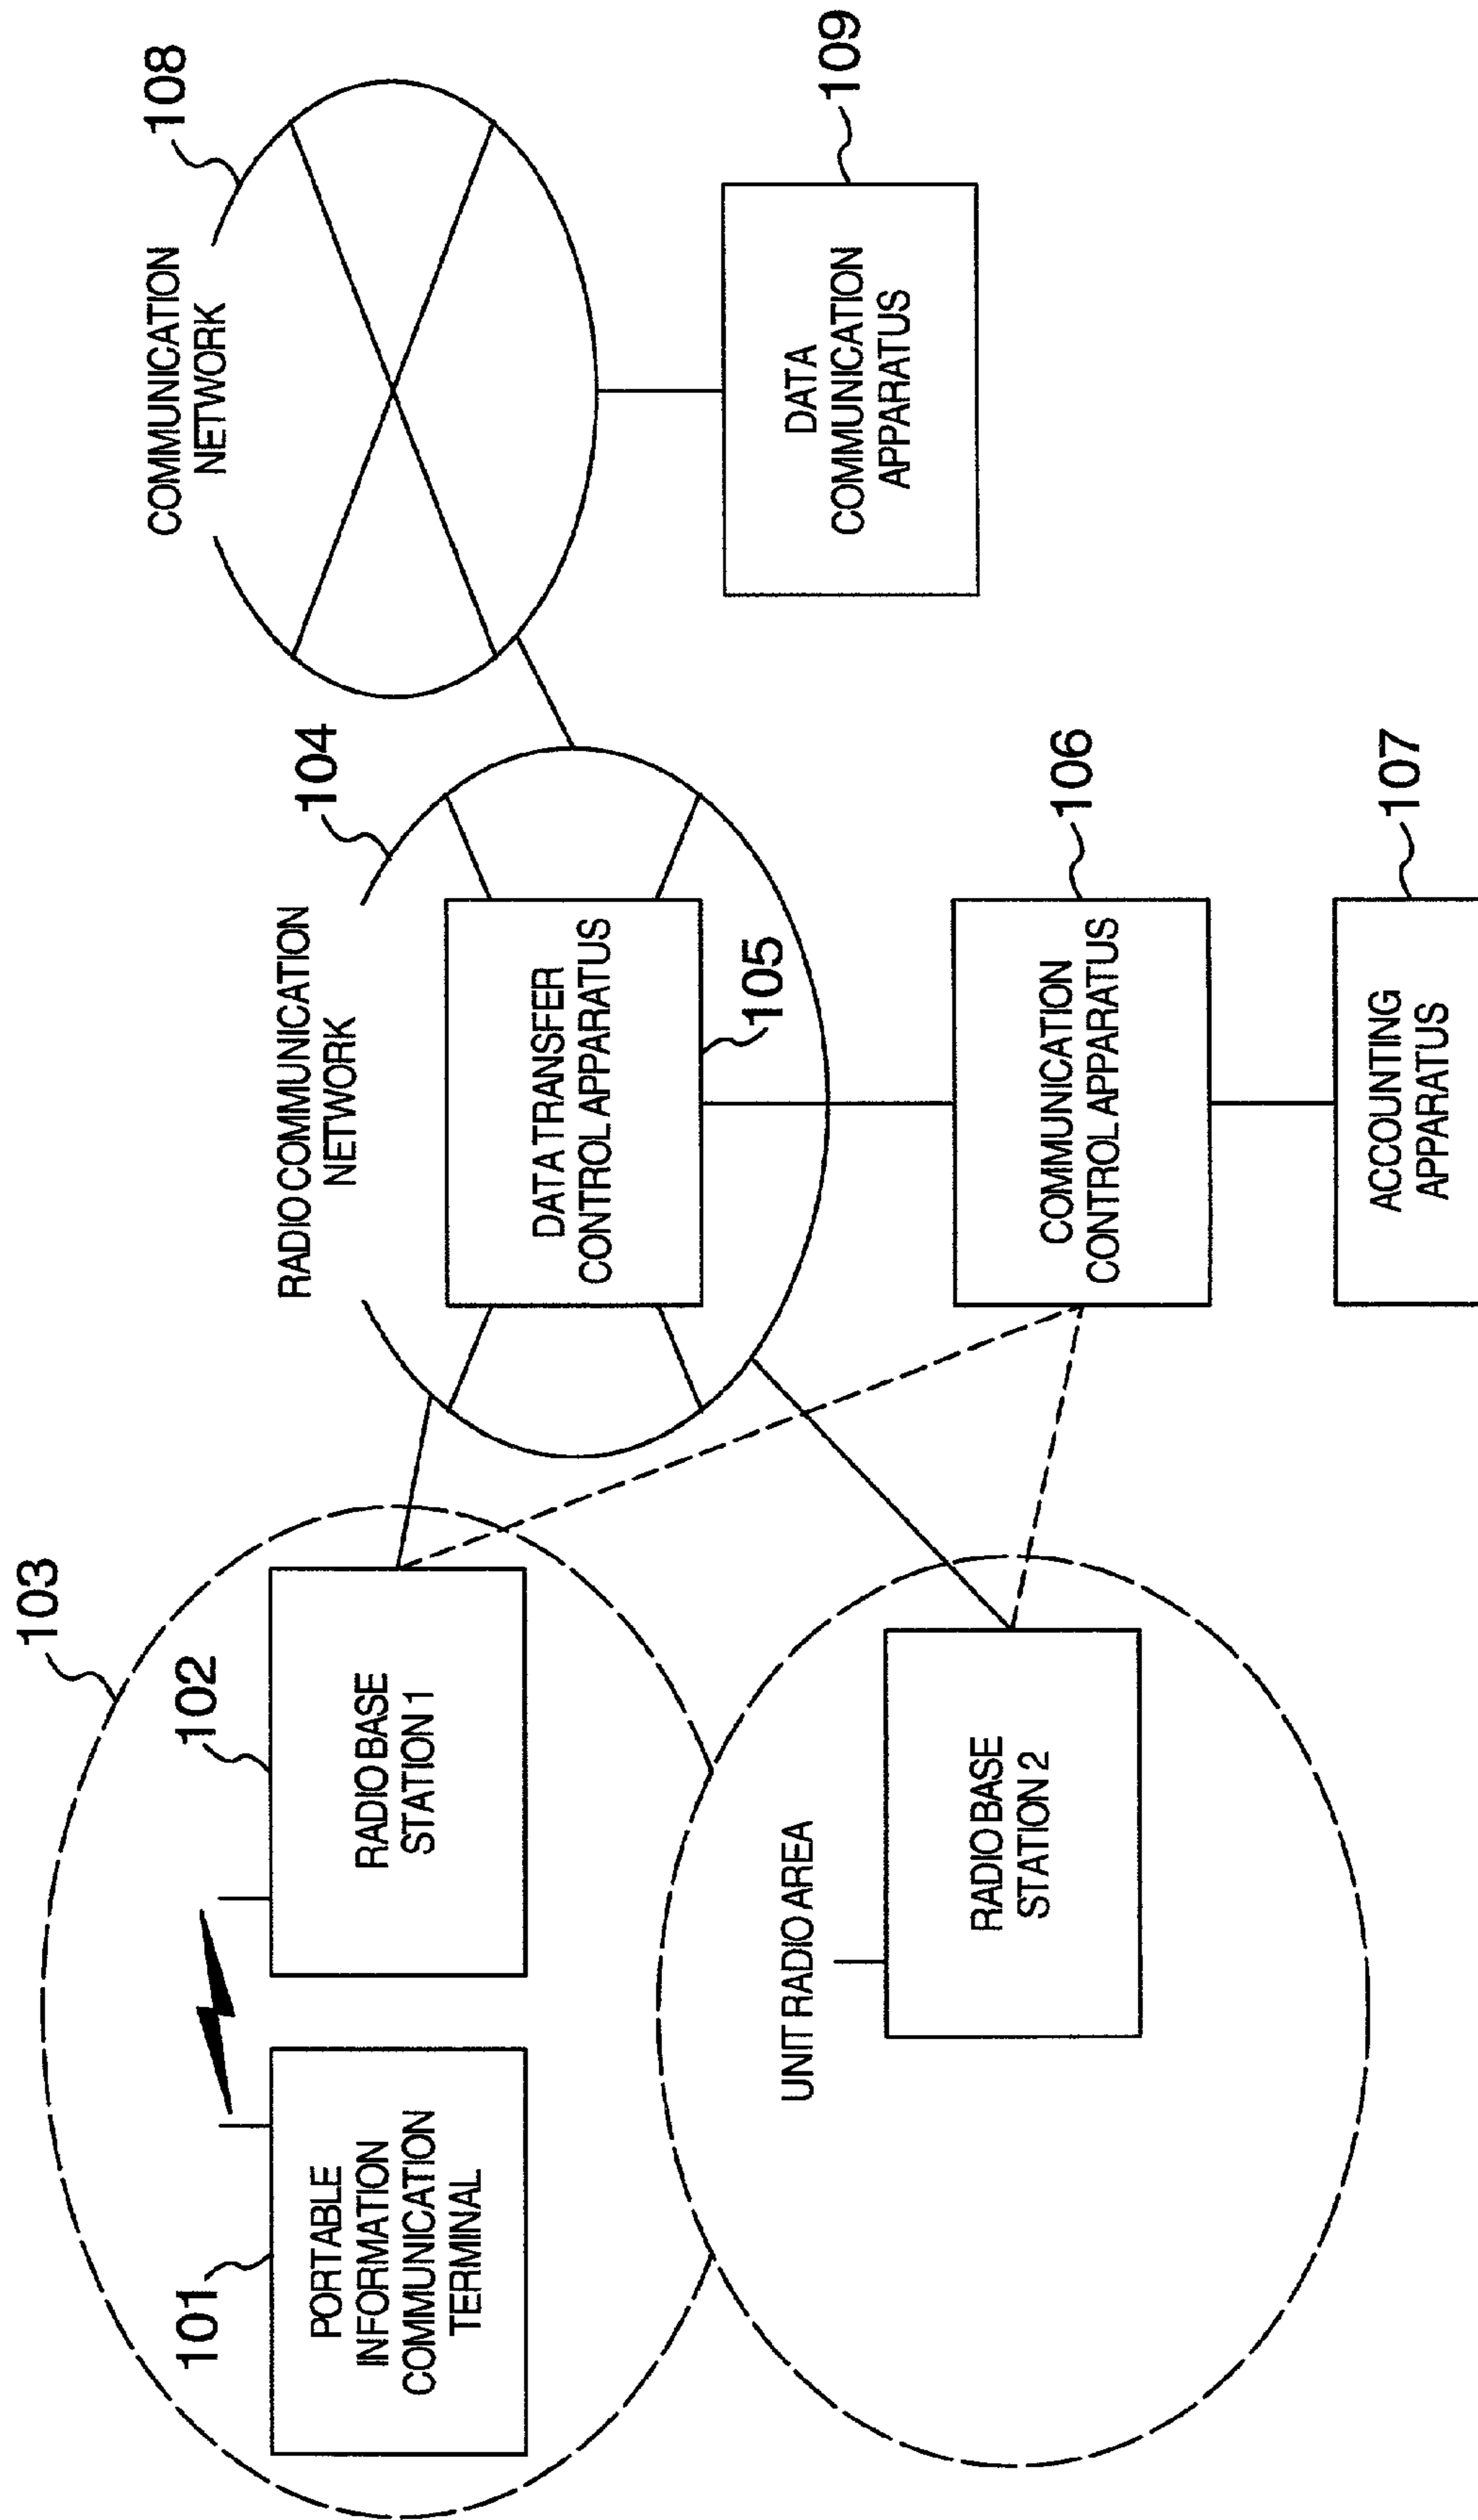 103
108
104
102
101
COMMUNICATION
NETWORK
RADIO COMMUNICATION
NETWORK
PORTABLE
INFORMATION
COMMUNICATION
TERMINAL
RADIO BASE
STATION 1
DATA TRANSFER
CONTROL APPARATUS
105
DATA
COMMUNICATION
APPARATUS
109
UNIT RADIO AREA
RADIO BASE
STATION 2
COMMUNICATION
CONTROL APPARATUS
106
ACCOUNTING
APPARATUS
107